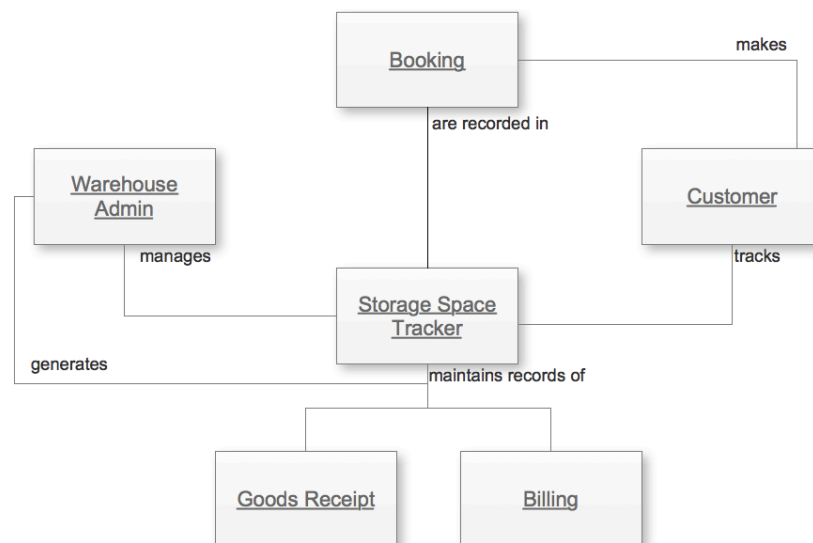 Booking
makes
are recorded in
Warehouse
Admin
Customer
manages
tracks
Storage Space
Tracker
generates
maintains records of
Goods Receipt
Billing